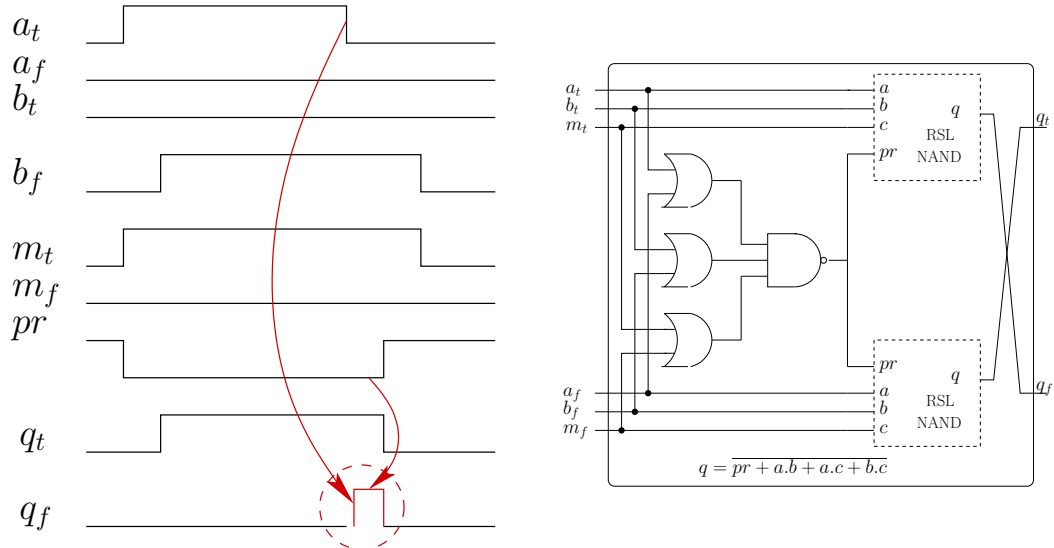 a_t
a_f
b_t
b_f
m_t
m_f
pr
q_t
q_f
a_t
b_t
m_t
a
b
c
pr
q
RSL
NAND
q_t
pr
a
b
c
q
RSL
NAND
a_f
b_f
m_f
q_f
q = \overline{pr + a.b + a.c + b.c}